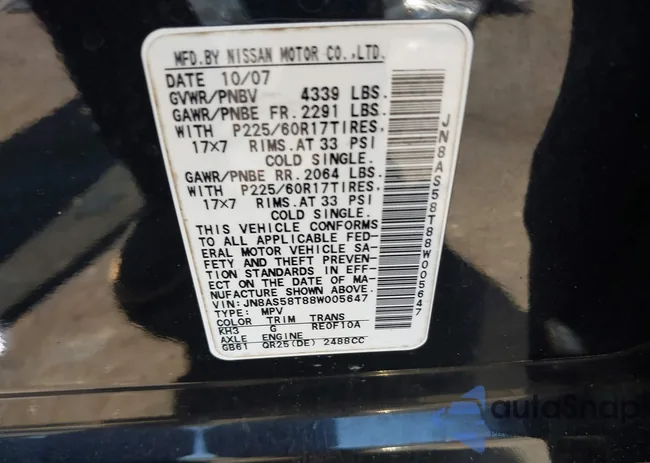 MFD.BY NISSAN MOTOR CO.,LTD.
DATE 10/07
GVWR/PNBV 4339 LBS.
GAWR/PNBE FR. 2291 LBS.
WITH P225/60R17TIRES,
17×7 RIMS.AT 33 PSI
COLD SINGLE.
GAWR/PNBE RR. 2064 LBS.
WITH P225/60R17TIRES,
17×7 RIMS.AT 33 PSI
COLD SINGLE.
THIS VEHICLE CONFORMS
TO ALL APPLICABLE FED-
ERAL MOTOR VEHICLE SA-
FETY AND THEFT PREVEN-
TION STANDARDS IN EFF-
ECT ON THE DATE OF MA-
NUFACTURE SHOWN ABOVE.
VIN:JN8AS58T88W005647
TYPE: MPV
COLOR TRIM TRANS
KH3 G RE0F10A
AXLE ENGINE
GB61 QR25(DE) 2488CC
JN8AS58T88W005647
autoSnap